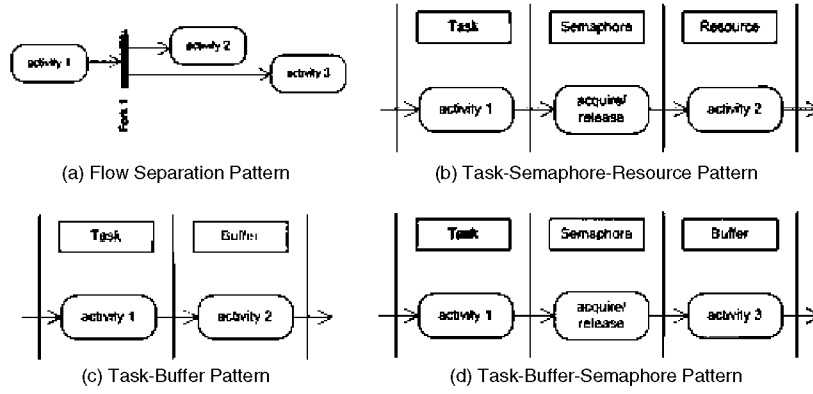 activity 1
activity 2
activity 3
Fork 1
(a) Flow Separation Pattern
Task Semaphore Resource
activity 1 acquire/ release activity 2
(b) Task-Semaphore-Resource Pattern
Task Buffer
activity 1 activity 2
(c) Task-Buffer Pattern
Task Semaphore Buffer
activity 1 acquire/ release activity 3
(d) Task-Buffer-Semaphore Pattern